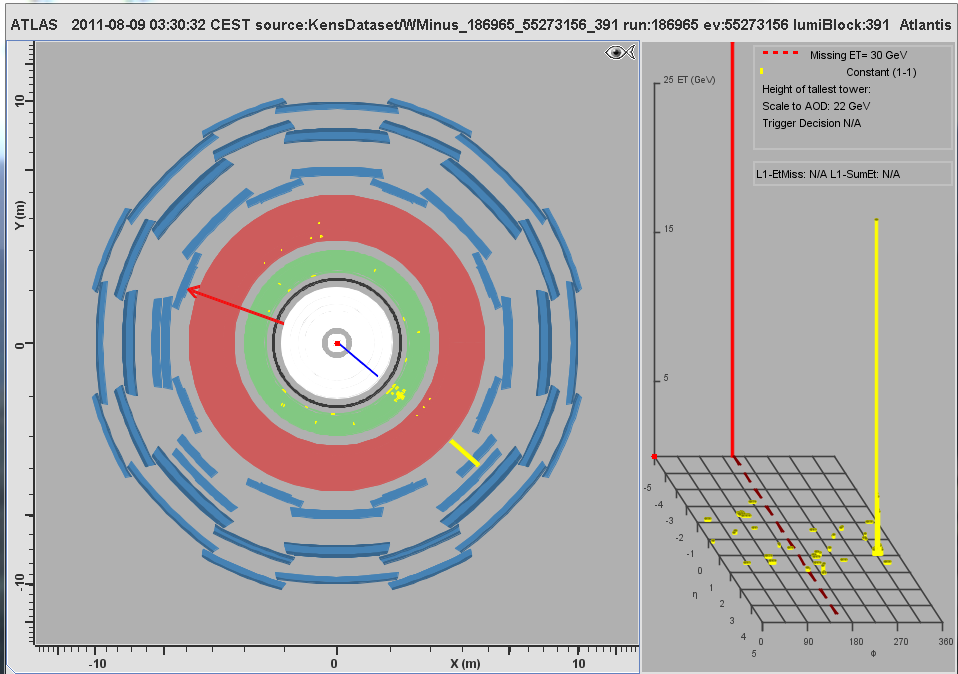 ATLAS 2011-08-09 03:30:32 CEST source:KensDataset/WMinus_186965_55273156_391 run:186965 ev:55273156 lumiBlock:391 Atlantis
Missing ET= 30 GeV
Constant (1-1)
Height of tallest tower:
Scale to AOD: 22 GeV
Trigger Decision N/A
L1-EtMiss: N/A L1-SumEt: N/A
25 ET (GeV)
15
5
10
Y (m)
0
-10
-10
0
X (m)
10
-5
-4
-3
-2
-1
0
η
1
2
3
4
5
0
90
180
270
360
Φ